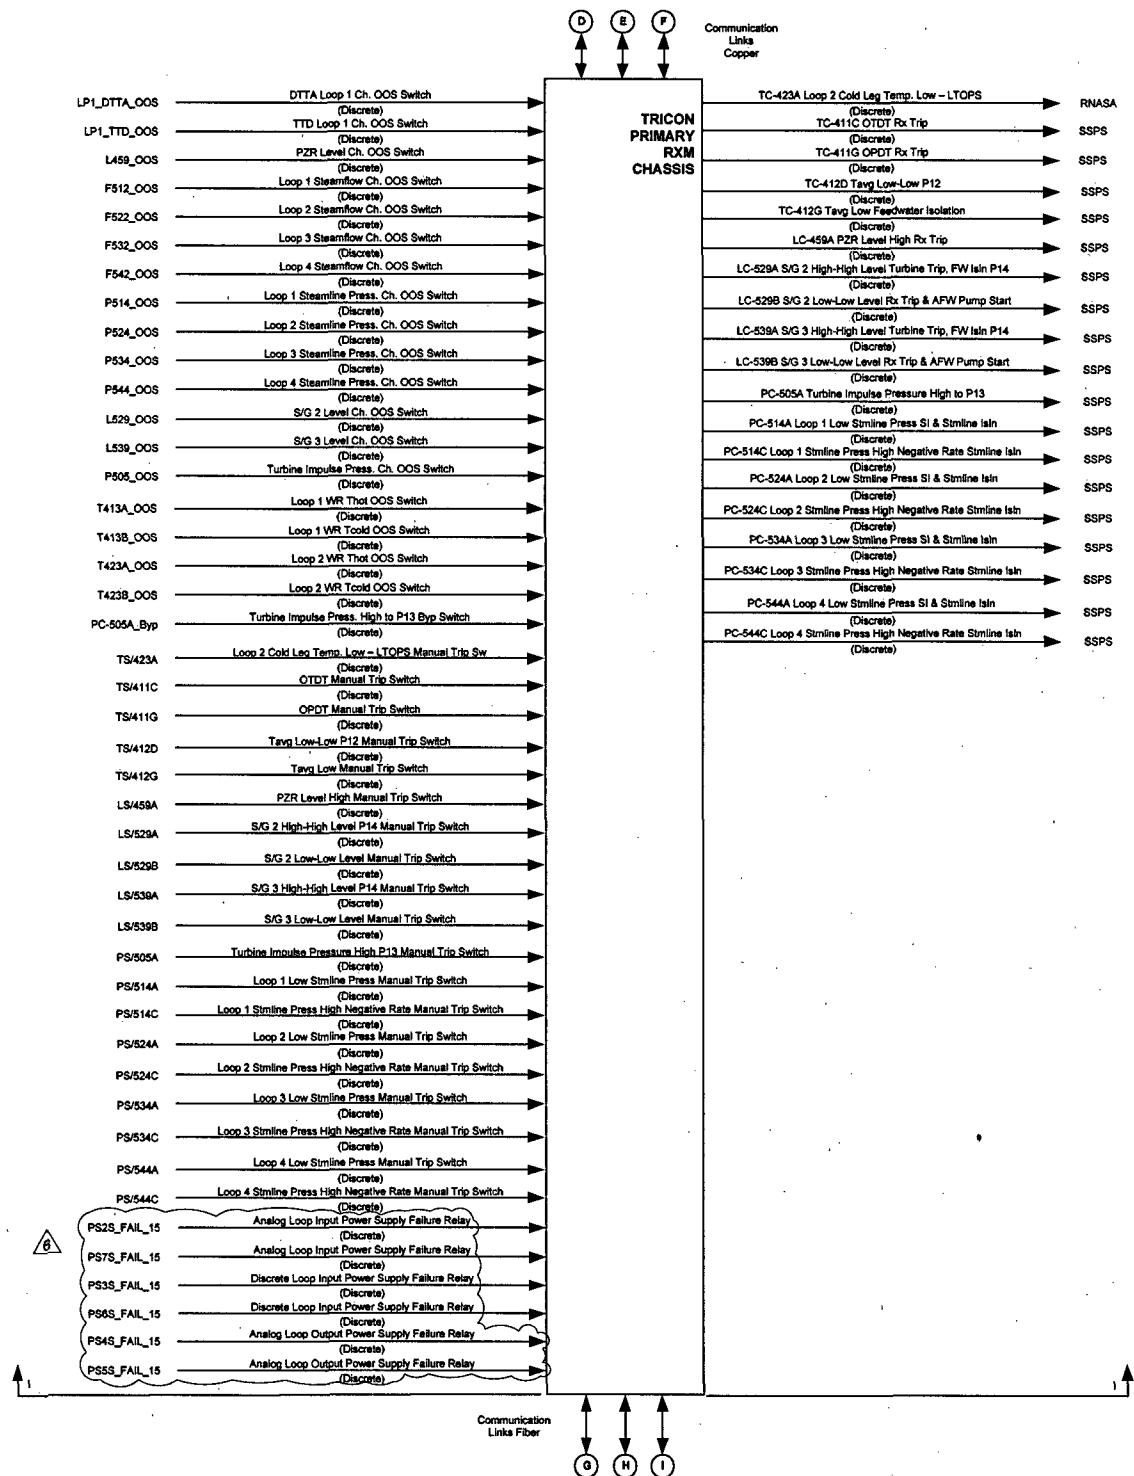 D E F
Communication
Links
Copper
TRICON
PRIMARY
RXM
CHASSIS
LP1_DTTA_OOS DTTA Loop 1 Ch. OOS Switch
(Discrete)
LP1_TTD_OOS TTD Loop 1 Ch. OOS Switch
(Discrete)
L459_OOS PZR Level Ch. OOS Switch
(Discrete)
F512_OOS Loop 1 Steamflow Ch. OOS Switch
(Discrete)
F522_OOS Loop 2 Steamflow Ch. OOS Switch
(Discrete)
F532_OOS Loop 3 Steamflow Ch. OOS Switch
(Discrete)
F542_OOS Loop 4 Steamflow Ch. OOS Switch
(Discrete)
P514_OOS Loop 1 Steamline Press. Ch. OOS Switch
(Discrete)
P524_OOS Loop 2 Steamline Press. Ch. OOS Switch
(Discrete)
P534_OOS Loop 3 Steamline Press. Ch. OOS Switch
(Discrete)
P544_OOS Loop 4 Steamline Press. Ch. OOS Switch
(Discrete)
L529_OOS S/G 2 Level Ch. OOS Switch
(Discrete)
L539_OOS S/G 3 Level Ch. OOS Switch
(Discrete)
P505_OOS Turbine Impulse Press. Ch. OOS Switch
(Discrete)
T413A_OOS Loop 1 WR Thot OOS Switch
(Discrete)
T413B_OOS Loop 1 WR Tcold OOS Switch
(Discrete)
T423A_OOS Loop 2 WR Thot OOS Switch
(Discrete)
T423B_OOS Loop 2 WR Tcold OOS Switch
(Discrete)
PC-505A_Byp Turbine Impulse Press. High to P13 Byp Switch
(Discrete)
TS/423A Loop 2 Cold Leg Temp. Low – LTOPS Manual Trip Sw
(Discrete)
TS/411C OTDT Manual Trip Switch
(Discrete)
TS/411G OPDT Manual Trip Switch
(Discrete)
TS/412D Tavg Low-Low P12 Manual Trip Switch
(Discrete)
TS/412G Tavg Low Manual Trip Switch
(Discrete)
LS/459A PZR Level High Manual Trip Switch
(Discrete)
LS/529A S/G 2 High-High Level P14 Manual Trip Switch
(Discrete)
LS/529B S/G 2 Low-Low Level Manual Trip Switch
(Discrete)
LS/539A S/G 3 High-High Level P14 Manual Trip Switch
(Discrete)
LS/539B S/G 3 Low-Low Level Manual Trip Switch
(Discrete)
PS/505A Turbine Impulse Pressure High P13 Manual Trip Switch
(Discrete)
PS/514A Loop 1 Low Stmline Press Manual Trip Switch
(Discrete)
PS/514C Loop 1 Stmline Press High Negative Rate Manual Trip Switch
(Discrete)
PS/524A Loop 2 Low Stmline Press Manual Trip Switch
(Discrete)
PS/524C Loop 2 Stmline Press High Negative Rate Manual Trip Switch
(Discrete)
PS/534A Loop 3 Low Stmline Press Manual Trip Switch
(Discrete)
PS/534C Loop 3 Stmline Press High Negative Rate Manual Trip Switch
(Discrete)
PS/544A Loop 4 Low Stmline Press Manual Trip Switch
(Discrete)
PS/544C Loop 4 Stmline Press High Negative Rate Manual Trip Switch
(Discrete)
PS2S_FAIL_15 Analog Loop Input Power Supply Failure Relay
(Discrete)
PS7S_FAIL_15 Analog Loop Input Power Supply Failure Relay
(Discrete)
PS3S_FAIL_15 Discrete Loop Input Power Supply Failure Relay
(Discrete)
PS6S_FAIL_15 Discrete Loop Input Power Supply Failure Relay
(Discrete)
PS4S_FAIL_15 Analog Loop Output Power Supply Failure Relay
(Discrete)
PS5S_FAIL_15 Analog Loop Output Power Supply Failure Relay
(Discrete)
TC-423A Loop 2 Cold Leg Temp. Low – LTOPS RNASA
(Discrete)
TC-411C OTDT Rx Trip SSPS
(Discrete)
TC-411G OPDT Rx Trip SSPS
(Discrete)
TC-412D Tavg Low-Low P12 SSPS
(Discrete)
TC-412G Tavg Low Feedwater Isolation SSPS
(Discrete)
LC-459A PZR Level High Rx Trip SSPS
(Discrete)
LC-529A S/G 2 High-High Level Turbine Trip, FW Isln P14 SSPS
(Discrete)
LC-529B S/G 2 Low-Low Level Rx Trip & AFW Pump Start SSPS
(Discrete)
LC-539A S/G 3 High-High Level Turbine Trip, FW Isln P14 SSPS
(Discrete)
LC-539B S/G 3 Low-Low Level Rx Trip & AFW Pump Start SSPS
(Discrete)
PC-505A Turbine Impulse Pressure High to P13 SSPS
(Discrete)
PC-514A Loop 1 Low Stmline Press SI & Stmline Isln SSPS
(Discrete)
PC-514C Loop 1 Stmline Press High Negative Rate Stmline Isln SSPS
(Discrete)
PC-524A Loop 2 Low Stmline Press SI & Stmline Isln SSPS
(Discrete)
PC-524C Loop 2 Stmline Press High Negative Rate Stmline Isln SSPS
(Discrete)
PC-534A Loop 3 Low Stmline Press SI & Stmline Isln SSPS
(Discrete)
PC-534C Loop 3 Stmline Press High Negative Rate Stmline Isln SSPS
(Discrete)
PC-544A Loop 4 Low Stmline Press SI & Stmline Isln SSPS
(Discrete)
PC-544C Loop 4 Stmline Press High Negative Rate Stmline Isln SSPS
(Discrete)
1 1
Communication
Links Fiber
G H I